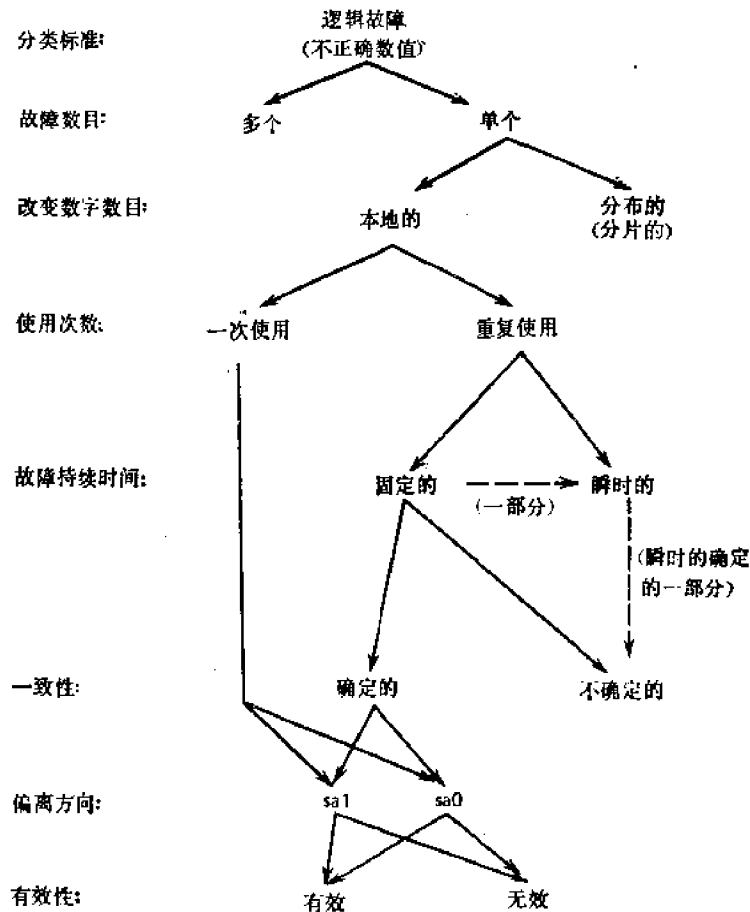 分类标准:
逻辑故障
(不正确数值)
故障数目:
多个
单个
改变数字数目:
本地的
分布的
(分片的)
使用次数:
一次使用
重复使用
故障持续时间:
固定的
(一部分)
瞬时的
(瞬时的确定
的一部分)
一致性:
确定的
不确定的
偏离方向:
sa1
sa0
有效性:
有效
无效